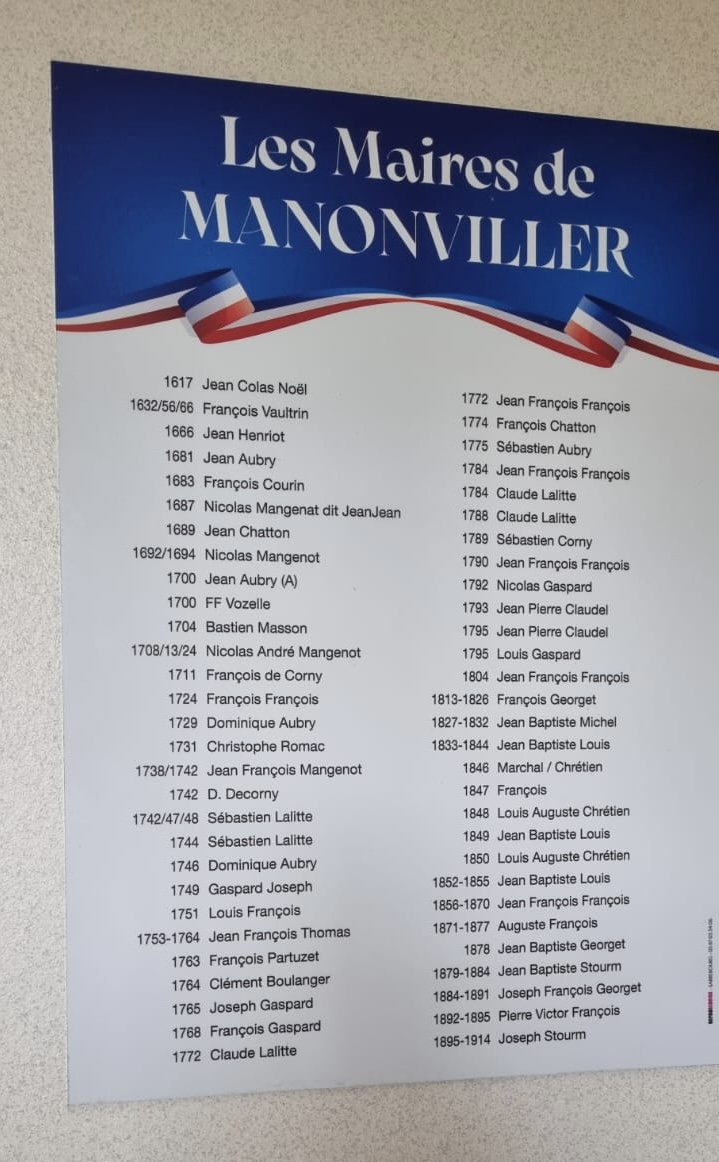 Les Maires de
MANONVILLER
1617 Jean Colas Noël
1632/56/66 François Vaultrin
1666 Jean Henriot
1681 Jean Aubry
1683 François Courin
1687 Nicolas Mangenat dit JeanJean
1689 Jean Chatton
1692/1694 Nicolas Mangenot
1700 Jean Aubry (A)
1700 FF Vozelle
1704 Bastien Masson
1708/13/24 Nicolas André Mangenot
1711 François de Corny
1724 François François
1729 Dominique Aubry
1731 Christophe Romac
1738/1742 Jean François Mangenot
1742 D. Decorny
1742/47/48 Sébastien Lalitte
1744 Sébastien Lalitte
1746 Dominique Aubry
1749 Gaspard Joseph
1751 Louis François
1753-1764 Jean François Thomas
1763 François Partuzet
1764 Clément Boulanger
1765 Joseph Gaspard
1768 François Gaspard
1772 Claude Lalitte
1772 Jean François François
1774 François Chatton
1775 Sébastien Aubry
1784 Jean François François
1784 Claude Lalitte
1788 Claude Lalitte
1789 Sébastien Corny
1790 Jean François François
1792 Nicolas Gaspard
1793 Jean Pierre Claudel
1795 Jean Pierre Claudel
1795 Louis Gaspard
1804 Jean François François
1813-1826 François Georget
1827-1832 Jean Baptiste Michel
1833-1844 Jean Baptiste Louis
1846 Marchal / Chrétien
1847 François
1848 Louis Auguste Chrétien
1849 Jean Baptiste Louis
1850 Louis Auguste Chrétien
1852-1855 Jean Baptiste Louis
1856-1870 Jean François François
1871-1877 Auguste François
1878 Jean Baptiste Georget
1879-1884 Jean Baptiste Stourm
1884-1891 Joseph François Georget
1892-1895 Pierre Victor François
1895-1914 Joseph Stourm